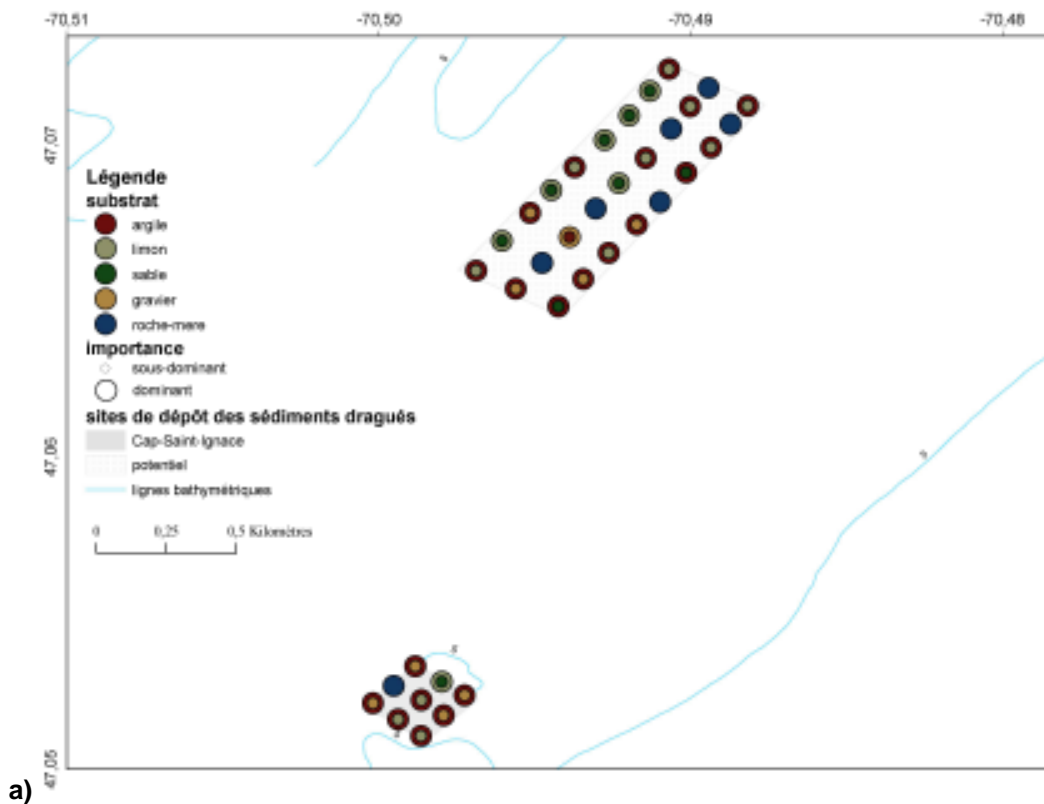 -70,51 -70,50 -70,49 -70,48
47,07
47,06
47,05
Légende
substrat
argile
limon
sable
gravier
roche-mere
importance
sous-dominant
dominant
sites de dépôt des sédiments dragués
Cap-Saint-Ignace
potentiel
lignes bathymétriques
0 0,25 0,5 Kilomètres
5
a)